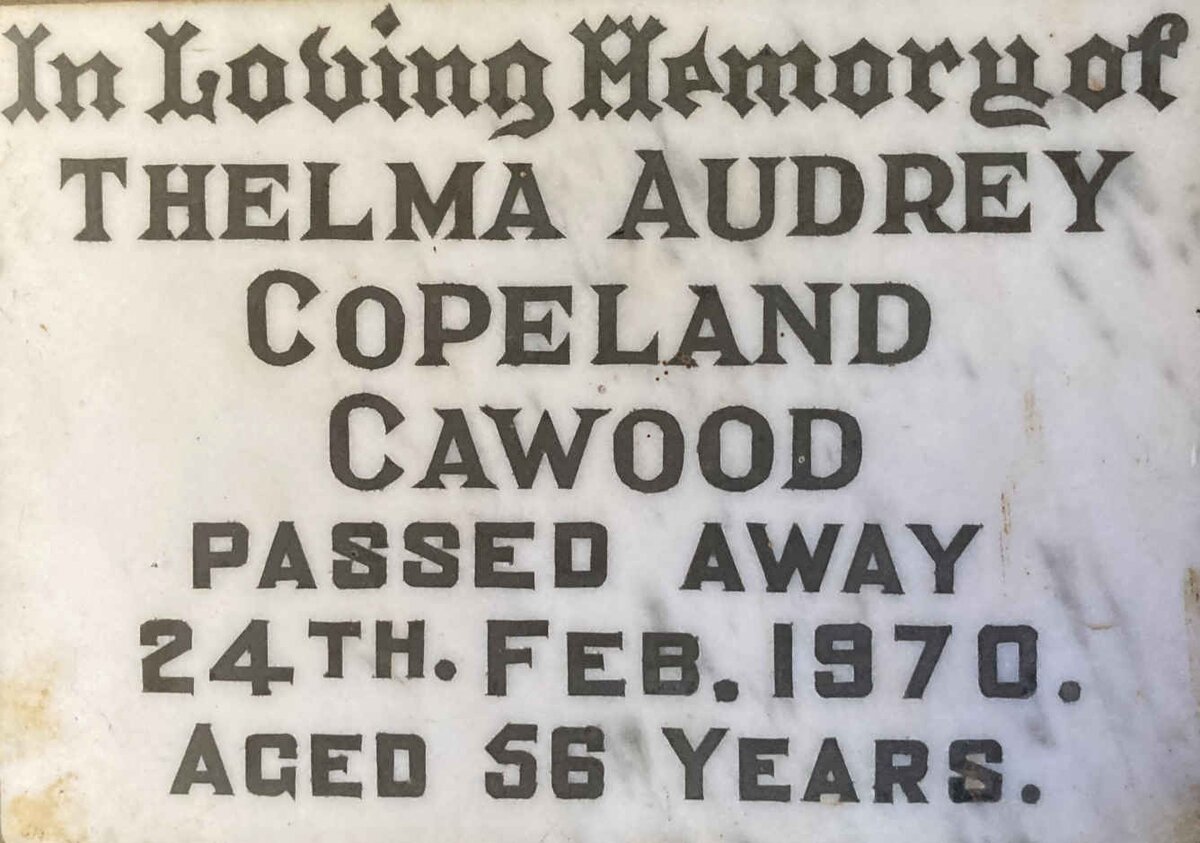 In Loving Memory of
THELMA AUDREY
COPELAND
CAWOOD
PASSED AWAY
24TH. FEB. 1970.
AGED 56 YEARS.